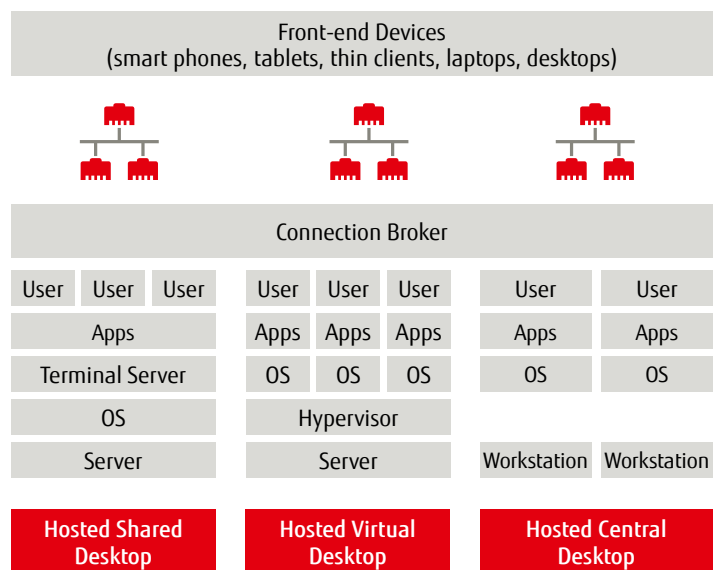 Front-end Devices
(smart phones, tablets, thin clients, laptops, desktops)
Connection Broker
User User User User User User User User
Apps Apps Apps Apps Apps Apps
Terminal Server OS OS OS OS OS
OS Hypervisor
Server Server Workstation Workstation
Hosted Shared
Desktop
Hosted Virtual
Desktop
Hosted Central
Desktop